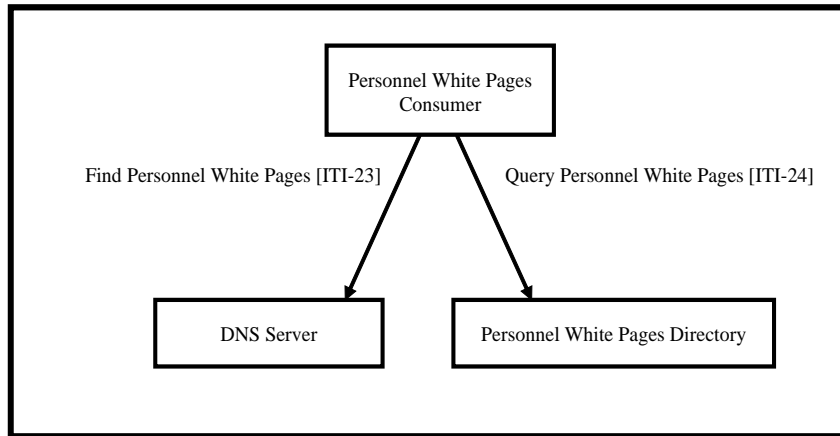 Personnel White Pages
Consumer
Find Personnel White Pages [ITI-23]
Query Personnel White Pages [ITI-24]
DNS Server
Personnel White Pages Directory